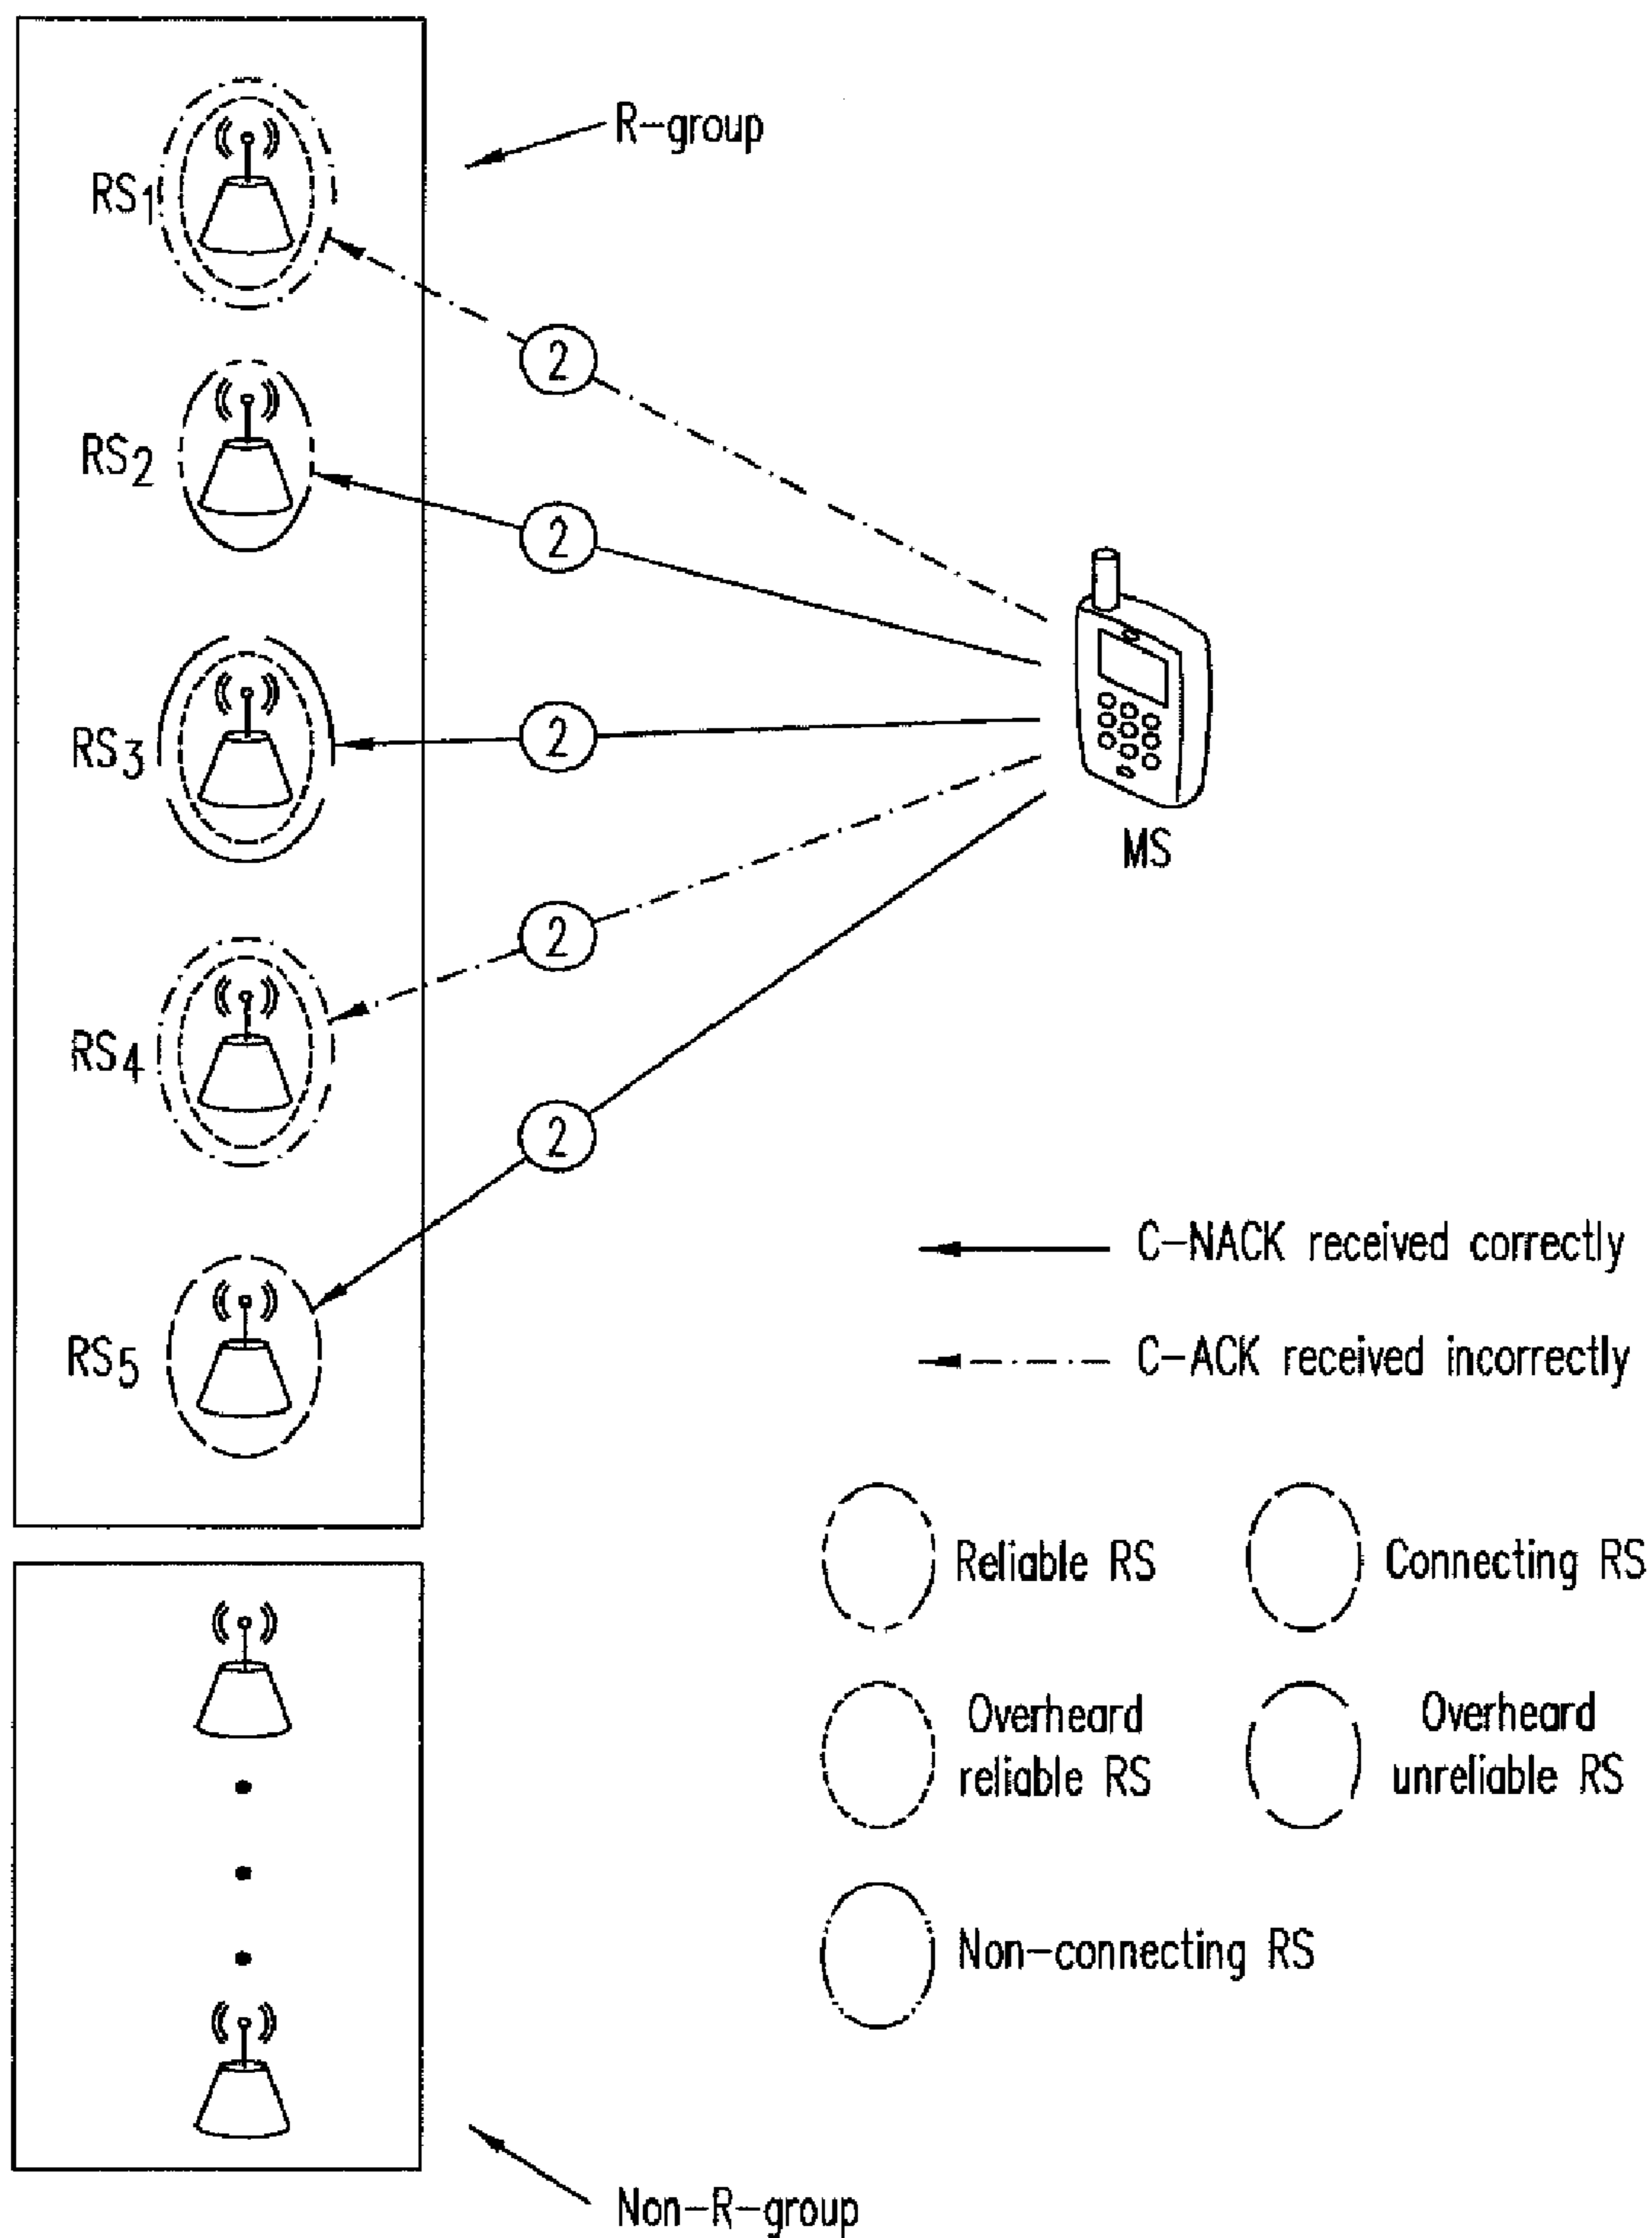 R-group
RS1
2
RS2
2
RS3
2
MS
RS4
2
2
C-NACK received correctly
RS5
C-ACK received incorrectly
Reliable RS
Connecting RS
Overheard
reliable RS
Overheard
unreliable RS
Non-connecting RS
Non-R-group